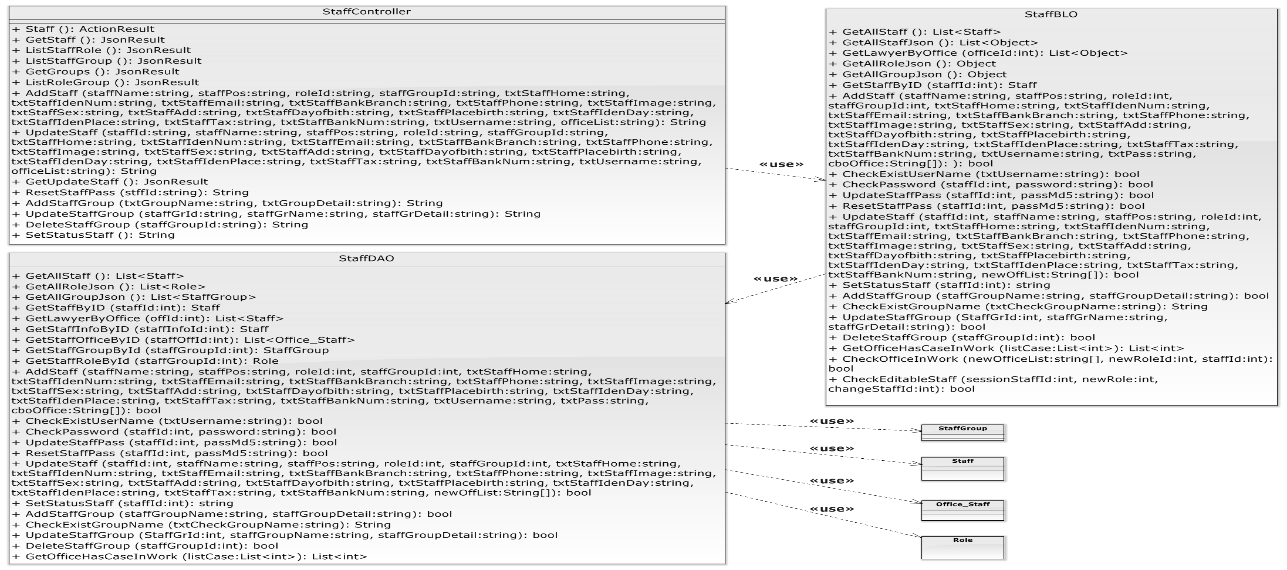 StaffController
+ Staff (): ActionResult
+ GetStaff (): JsonResult
+ ListStaffRole (): JsonResult
+ ListStaffGroup (): JsonResult
+ GetGroups (): JsonResult
+ ListRoleGroup (): JsonResult
+ AddStaff (staffName:string, staffPos:string, roleId:string, staffGroupId:string, txtStaffHome:string,
txtStaffIdenNum:string, txtStaffEmail:string, txtStaffBankBranch:string, txtStaffPhone:string, txtStaffImage:string,
txtStaffSex:string, txtStaffAdd:string, txtStaffDayofbith:string, txtStaffPlacebirth:string, txtStaffIdenDay:string,
txtStaffIdenPlace:string, txtStaffTax:string, txtStaffBankNum:string, txtUsername:string, officeList:string): String
+ UpdateStaff (staffId:string, staffName:string, staffPos:string, roleId:string, staffGroupId:string,
txtStaffHome:string, txtStaffIdenNum:string, txtStaffEmail:string, txtStaffBankBranch:string, txtStaffPhone:string,
txtStaffImage:string, txtStaffSex:string, txtStaffAdd:string, txtStaffDayofbith:string, txtStaffPlacebirth:string,
txtStaffIdenDay:string, txtStaffIdenPlace:string, txtStaffTax:string, txtStaffBankNum:string, txtUsername:string,
officeList:string): String
+ GetUpdateStaff (): JsonResult
+ ResetStaffPass (stffId:string): String
+ AddStaffGroup (txtGroupName:string, txtGroupDetail:string): String
+ UpdateStaffGroup (staffGrId:string, staffGrName:string, staffGrDetail:string): String
+ DeleteStaffGroup (staffGroupId:string): String
+ SetStatusStaff (): String
StaffDAO
+ GetAllStaff (): List<Staff>
+ GetAllRoleJson (): List<Role>
+ GetAllGroupJson (): List<StaffGroup>
+ GetStaffByID (staffId:int): Staff
+ GetLawyerByOffice (offId:int): List<Staff>
+ GetStaffInfoByID (staffInfoId:int): Staff
+ GetStaffOfficeByID (staffOffId:int): List<Office_Staff>
+ GetStaffGroupById (staffGroupId:int): StaffGroup
+ GetStaffRoleById (staffGroupId:int): Role
+ AddStaff (staffName:string, staffPos:string, roleId:int, staffGroupId:int, txtStaffHome:string,
txtStaffIdenNum:string, txtStaffEmail:string, txtStaffBankBranch:string, txtStaffPhone:string, txtStaffImage:string,
txtStaffSex:string, txtStaffAdd:string, txtStaffDayofbith:string, txtStaffPlacebirth:string, txtStaffIdenDay:string,
txtStaffIdenPlace:string, txtStaffTax:string, txtStaffBankNum:string, txtUsername:string, txtPass:string,
cboOffice:String[]): bool
+ CheckExistUserName (txtUsername:string): bool
+ CheckPassword (staffId:int, password:string): bool
+ UpdateStaffPass (staffId:int, passMd5:string): bool
+ ResetStaffPass (staffId:int, passMd5:string): bool
+ UpdateStaff (staffId:int, staffName:string, staffPos:string, roleId:int, staffGroupId:int, txtStaffHome:string,
txtStaffIdenNum:string, txtStaffEmail:string, txtStaffBankBranch:string, txtStaffPhone:string, txtStaffImage:string,
txtStaffSex:string, txtStaffAdd:string, txtStaffDayofbith:string, txtStaffPlacebirth:string, txtStaffIdenDay:string,
txtStaffIdenPlace:string, txtStaffTax:string, txtStaffBankNum:string, newOffList:String[]): bool
+ SetStatusStaff (staffId:int): string
+ AddStaffGroup (staffGroupName:string, staffGroupDetail:string): bool
+ CheckExistGroupName (txtCheckGroupName:string): String
+ UpdateStaffGroup (StaffGrId:int, staffGroupName:string, staffGroupDetail:string): bool
+ DeleteStaffGroup (staffGroupId:int): bool
+ GetOfficeHasCaseInWork (listCase:List<int>): List<int>
«use»
«use»
StaffBLO
+ GetAllStaff (): List<Staff>
+ GetAllStaffJson (): List<Object>
+ GetLawyerByOffice (officeId:int): List<Object>
+ GetAllRoleJson (): Object
+ GetAllGroupJson (): Object
+ GetStaffByID (staffId:int): Staff
+ AddStaff (staffName:string, staffPos:string, roleId:int,
staffGroupId:int, txtStaffHome:string, txtStaffIdenNum:string,
txtStaffEmail:string, txtStaffBankBranch:string, txtStaffPhone:string,
txtStaffImage:string, txtStaffSex:string, txtStaffAdd:string,
txtStaffDayofbith:string, txtStaffPlacebirth:string,
txtStaffIdenDay:string, txtStaffIdenPlace:string, txtStaffTax:string,
txtStaffBankNum:string, txtUsername:string, txtPass:string,
cboOffice:String[]): ): bool
+ CheckExistUserName (txtUsername:string): bool
+ CheckPassword (staffId:int, password:string): bool
+ UpdateStaffPass (staffId:int, passMd5:string): bool
+ ResetStaffPass (staffId:int, passMd5:string): bool
+ UpdateStaff (staffId:int, staffName:string, staffPos:string, roleId:int,
staffGroupId:int, txtStaffHome:string, txtStaffIdenNum:string,
txtStaffEmail:string, txtStaffBankBranch:string, txtStaffPhone:string,
txtStaffImage:string, txtStaffSex:string, txtStaffAdd:string,
txtStaffDayofbith:string, txtStaffPlacebirth:string,
txtStaffIdenDay:string, txtStaffIdenPlace:string, txtStaffTax:string,
txtStaffBankNum:string, newOffList:String[]): bool
+ SetStatusStaff (staffId:int): string
+ AddStaffGroup (staffGroupName:string, staffGroupDetail:string): bool
+ CheckExistGroupName (txtCheckGroupName:string): String
+ UpdateStaffGroup (StaffGrId:int, staffGrName:string,
staffGrDetail:string): bool
+ DeleteStaffGroup (staffGroupId:int): bool
+ GetOfficeHasCaseInWork (listCase:List<int>): List<int>
+ CheckOfficeInWork (newOfficeList:string[], newRoleId:int, staffId:int):
bool
+ CheckEditableStaff (sessionStaffId:int, newRole:int,
changeStaffId:int): bool
«use»
StaffGroup
«use»
Staff
«use»
Office_Staff
«use»
Role